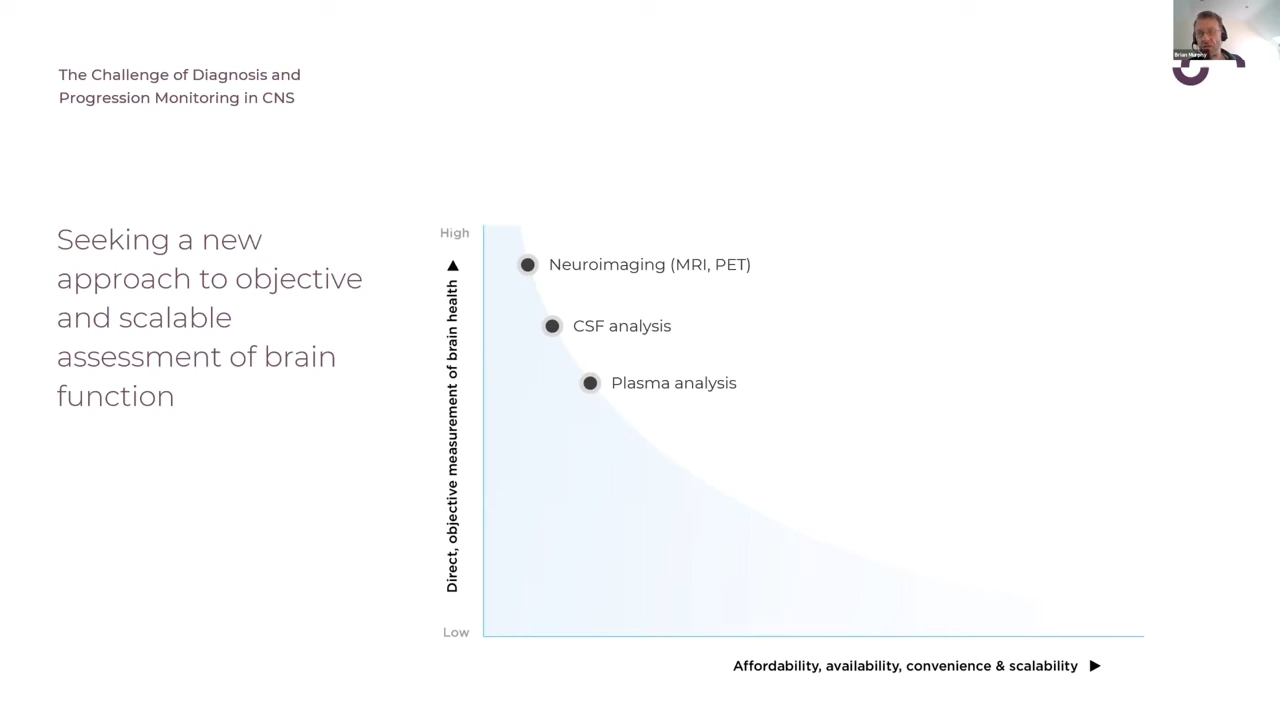 The Challenge of Diagnosis and
Progression Monitoring in CNS
Brian Murphy
Seeking a new
approach to objective
and scalable
assessment of brain
function
High
Direct, objective measurement of brain health ▲
Low
Neuroimaging (MRI, PET)
CSF analysis
Plasma analysis
Affordability, availability, convenience & scalability ▶